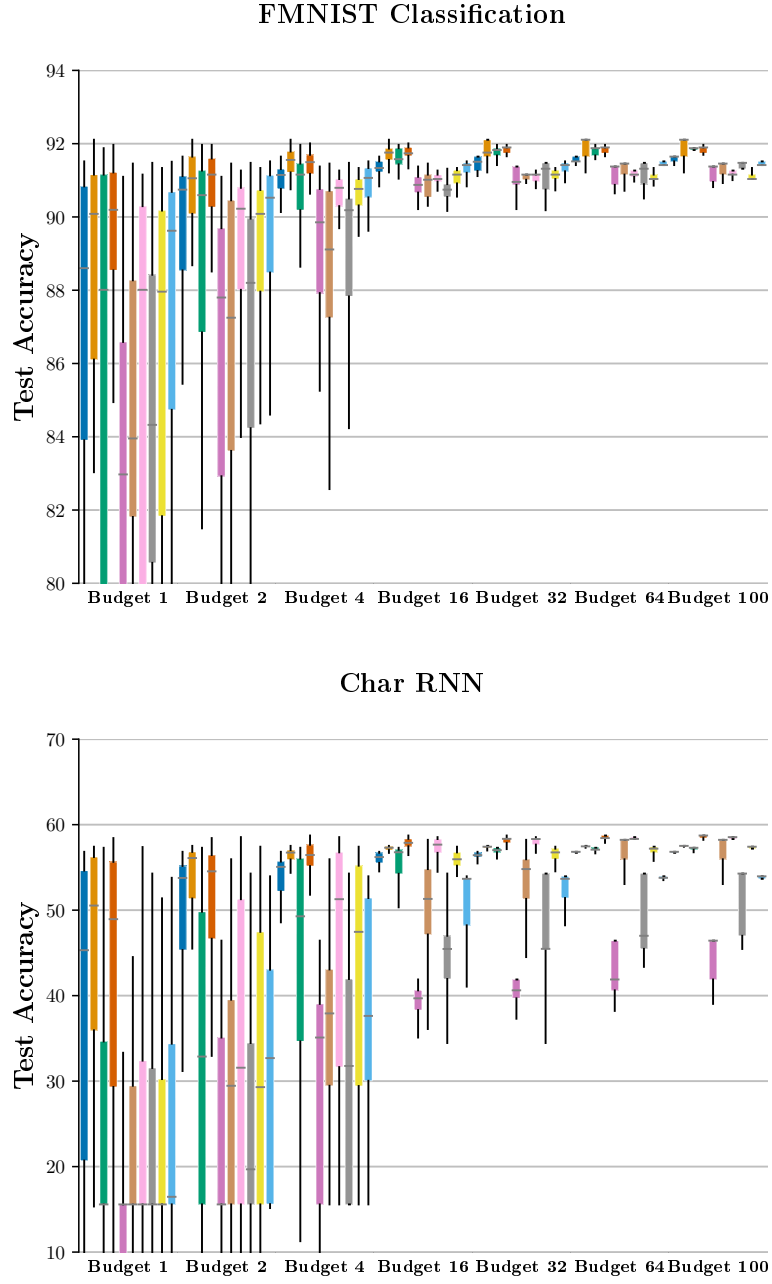 FMNIST Classification
94
92
90
88
86
84
82
80
Test Accuracy
Budget 1 Budget 2 Budget 4 Budget 16 Budget 32 Budget 64 Budget 100
Char RNN
70
60
50
40
30
20
10
Test Accuracy
Budget 1 Budget 2 Budget 4 Budget 16 Budget 32 Budget 64 Budget 100